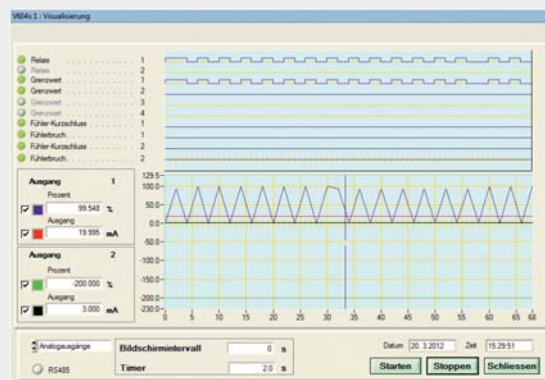 V604s 1 : Visualisierung
Relais 1
Relais 2
Grenzwert 1
Grenzwert 2
Grenzwert 3
Grenzwert 4
Fühler-Kurzschluss 1
Fühlerbruch 1
Fühler-Kurzschluss 2
Fühlerbruch 2
Ausgang 1
Prozent
99.548 %
Ausgang
19.995 mA
Ausgang 2
Prozent
-200.000 %
Ausgang
3.000 mA
129.5
100.0
50.0
0.0
-50.0
-100.0
-150.0
-200.0
-230.0
0 5 10 15 20 25 30 35 40 45 50 55 60 65 68
Analogausgänge
RS485
Bildschirmintervall 0 s
Timer 2.0 s
Datum 20. 3.2012 Zeit 15:29:51
Starten Stoppen Schliessen